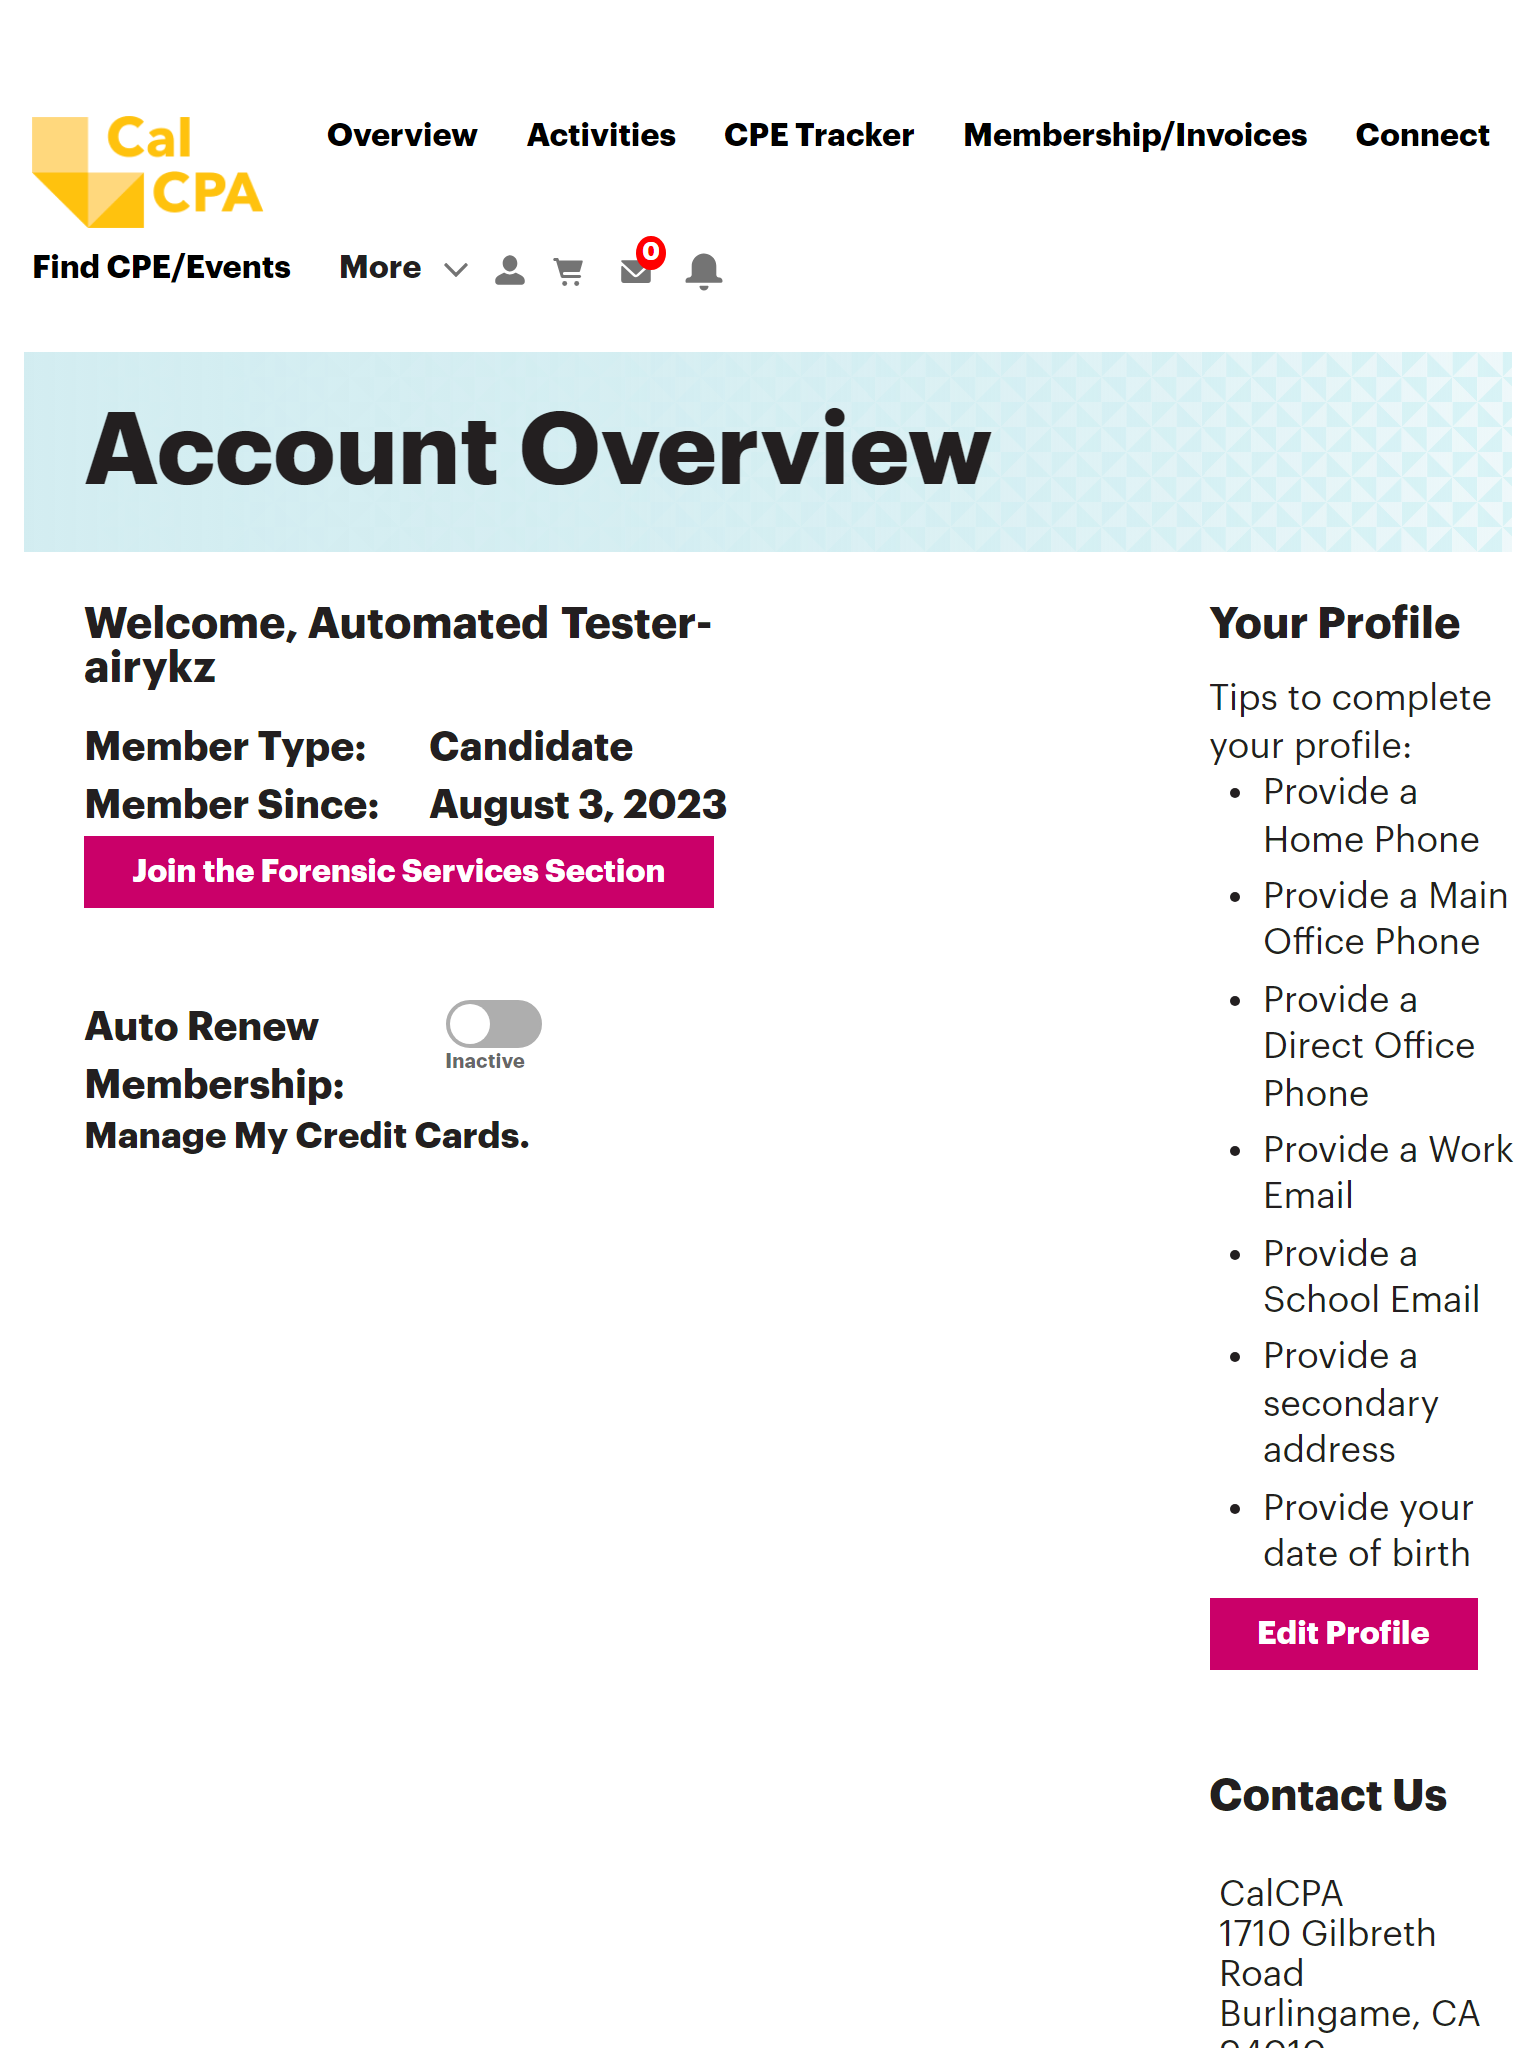 Cal
CPA
Overview
Activities
CPE Tracker
Membership/Invoices
Connect
Find CPE/Events
More
0
Account Overview
Welcome, Automated Tester-
airykz
Member Type:
Candidate
Member Since:
August 3, 2023
Join the Forensic Services Section
Auto Renew
Membership:
Inactive
Manage My Credit Cards.
Your Profile
Tips to complete
your profile:
Provide a
Home Phone
Provide a Main
Office Phone
Provide a
Direct Office
Phone
Provide a Work
Email
Provide a
School Email
Provide a
secondary
address
Provide your
date of birth
Edit Profile
Contact Us
CalCPA
1710 Gilbreth
Road
Burlingame, CA